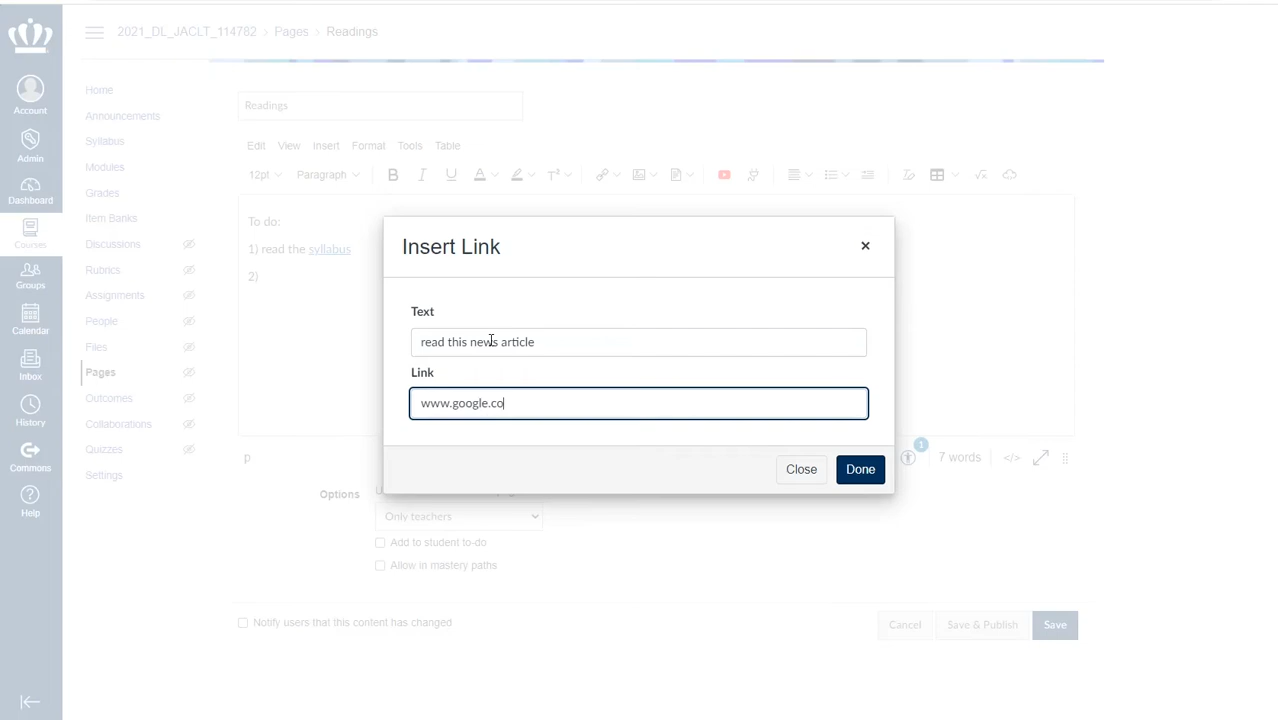 2021_DL_JACLT_114782 > Pages > Readings
Account
Admin
Dashboard
Courses
Groups
Calendar
Inbox
History
Commons
Help
Home
Announcements
Syllabus
Modules
Grades
Item Banks
Discussions
Rubrics
Assignments
People
Files
Pages
Outcomes
Collaborations
Quizzes
Settings
Readings
Edit View Insert Format Tools Table
12pt Paragraph B I U A T²
To do:
1) read the syllabus
2)
Insert Link
×
Text
read this news article
Link
www.google.co
Close Done
p 1 7 words </>
Options
Only teachers
Add to student to-do
Allow in mastery paths
Notify users that this content has changed
Cancel Save & Publish Save